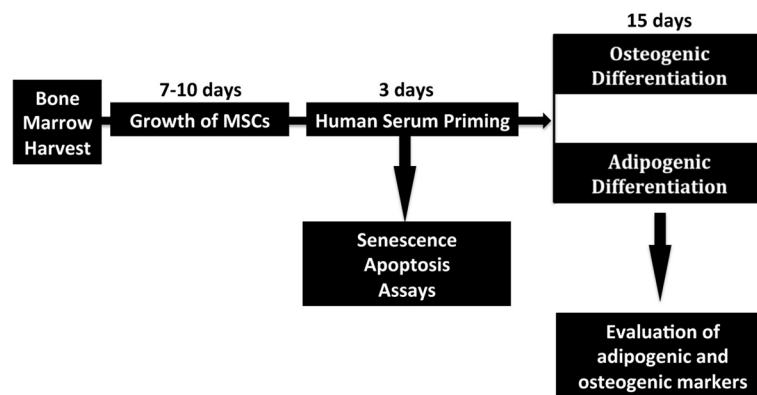 15 days
Osteogenic
Differentiation
7-10 days
3 days
Bone
Marrow
Harvest
Growth of MSCs
Human Serum Priming
Adipogenic
Differentiation
Senescence
Apoptosis
Assays
Evaluation of
adipogenic and
osteogenic markers